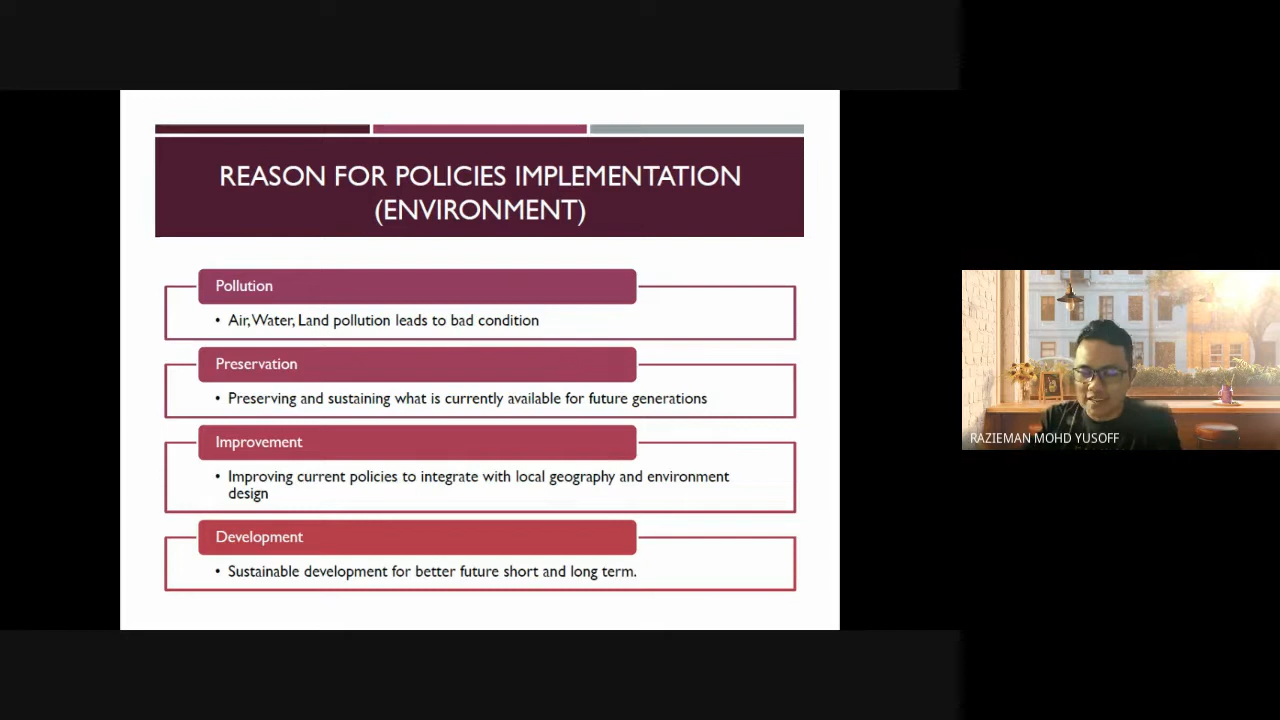 REASON FOR POLICIES IMPLEMENTATION
(ENVIRONMENT)
Pollution
• Air, Water, Land pollution leads to bad condition
Preservation
• Preserving and sustaining what is currently available for future generations
Improvement
• Improving current policies to integrate with local geography and environment
design
Development
• Sustainable development for better future short and long term.
RAZIEMAN MOHD YUSOFF